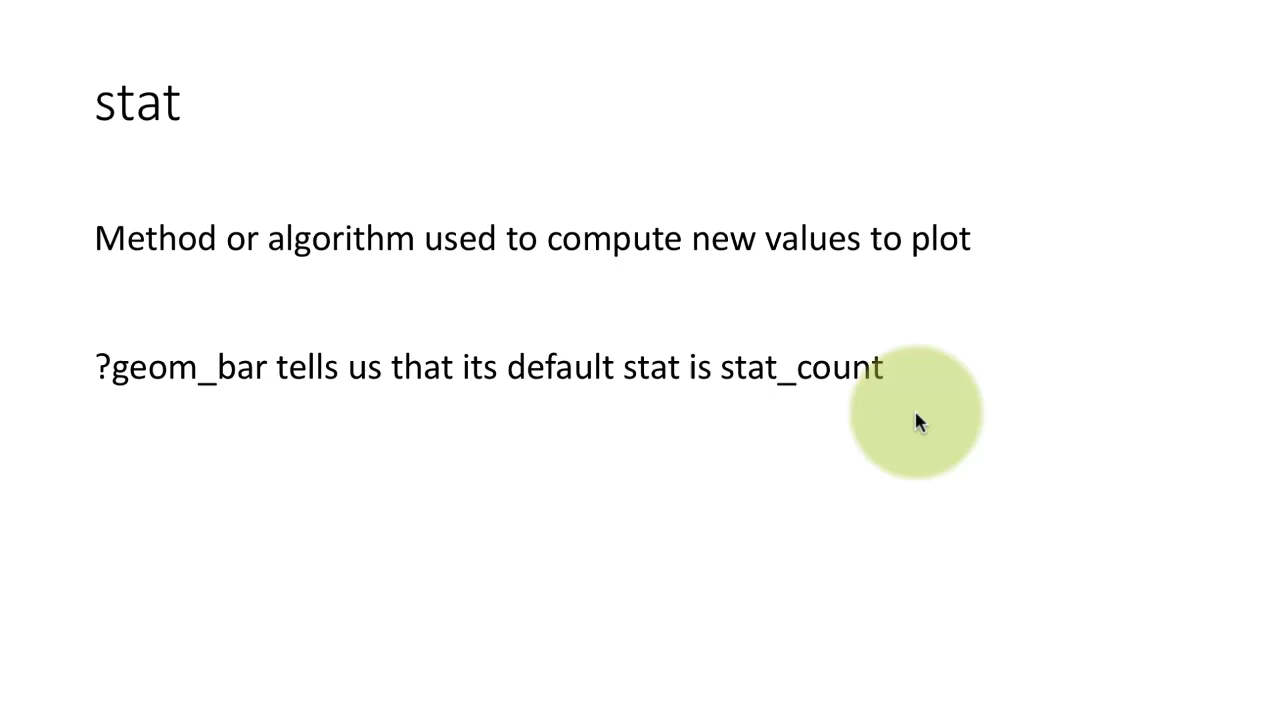 stat
Method or algorithm used to compute new values to plot
?geom_bar tells us that its default stat is stat_count